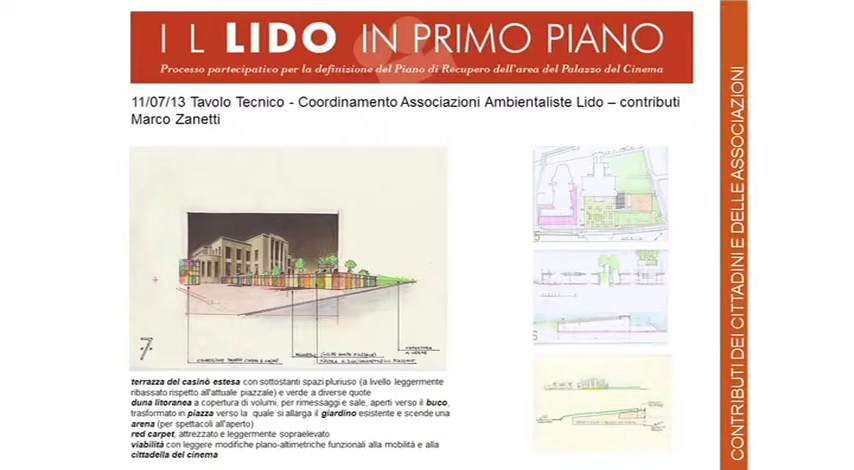 IL LIDO IN PRIMO PIANO
Processo partecipativo per la definizione del Piano di Recupero dell'area del Palazzo del Cinema
11/07/13 Tavolo Tecnico - Coordinamento Associazioni Ambientaliste Lido – contributi
Marco Zanetti
7
5
6
terrazza del casinò estesa con sottostanti spazi pluriuso (a livello leggermente
ribassato rispetto all'attuale piazzale) e verde a diverse quote
duna litoranea a copertura di volumi, per rimessaggi e sale, aperti verso il buco,
trasformato in piazza verso la quale si allarga il giardino esistente e scende una
arena (per spettacoli all'aperto)
red carpet, attrezzato e leggermente sopraelevato
viabilità con leggere modifiche plano-altimetriche funzionali alla mobilità e alla
cittadella del cinema
CONTRIBUTI DEI CITTADINI E DELLE ASSOCIAZIONI